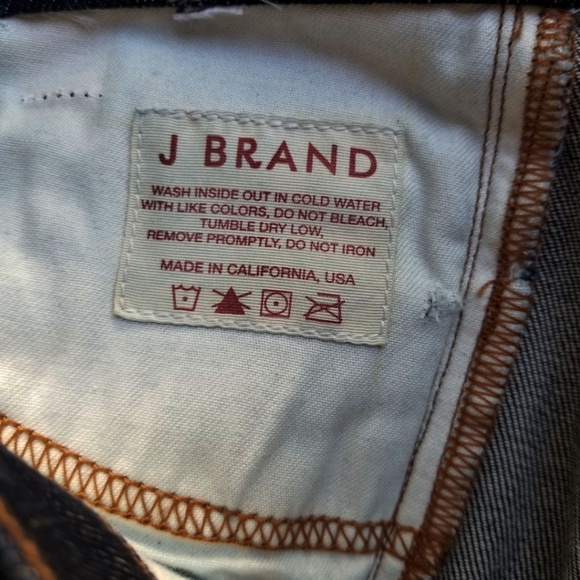 J BRAND
WASH INSIDE OUT IN COLD WATER
WITH LIKE COLORS, DO NOT BLEACH,
TUMBLE DRY LOW,
REMOVE PROMPTLY, DO NOT IRON
MADE IN CALIFORNIA, USA